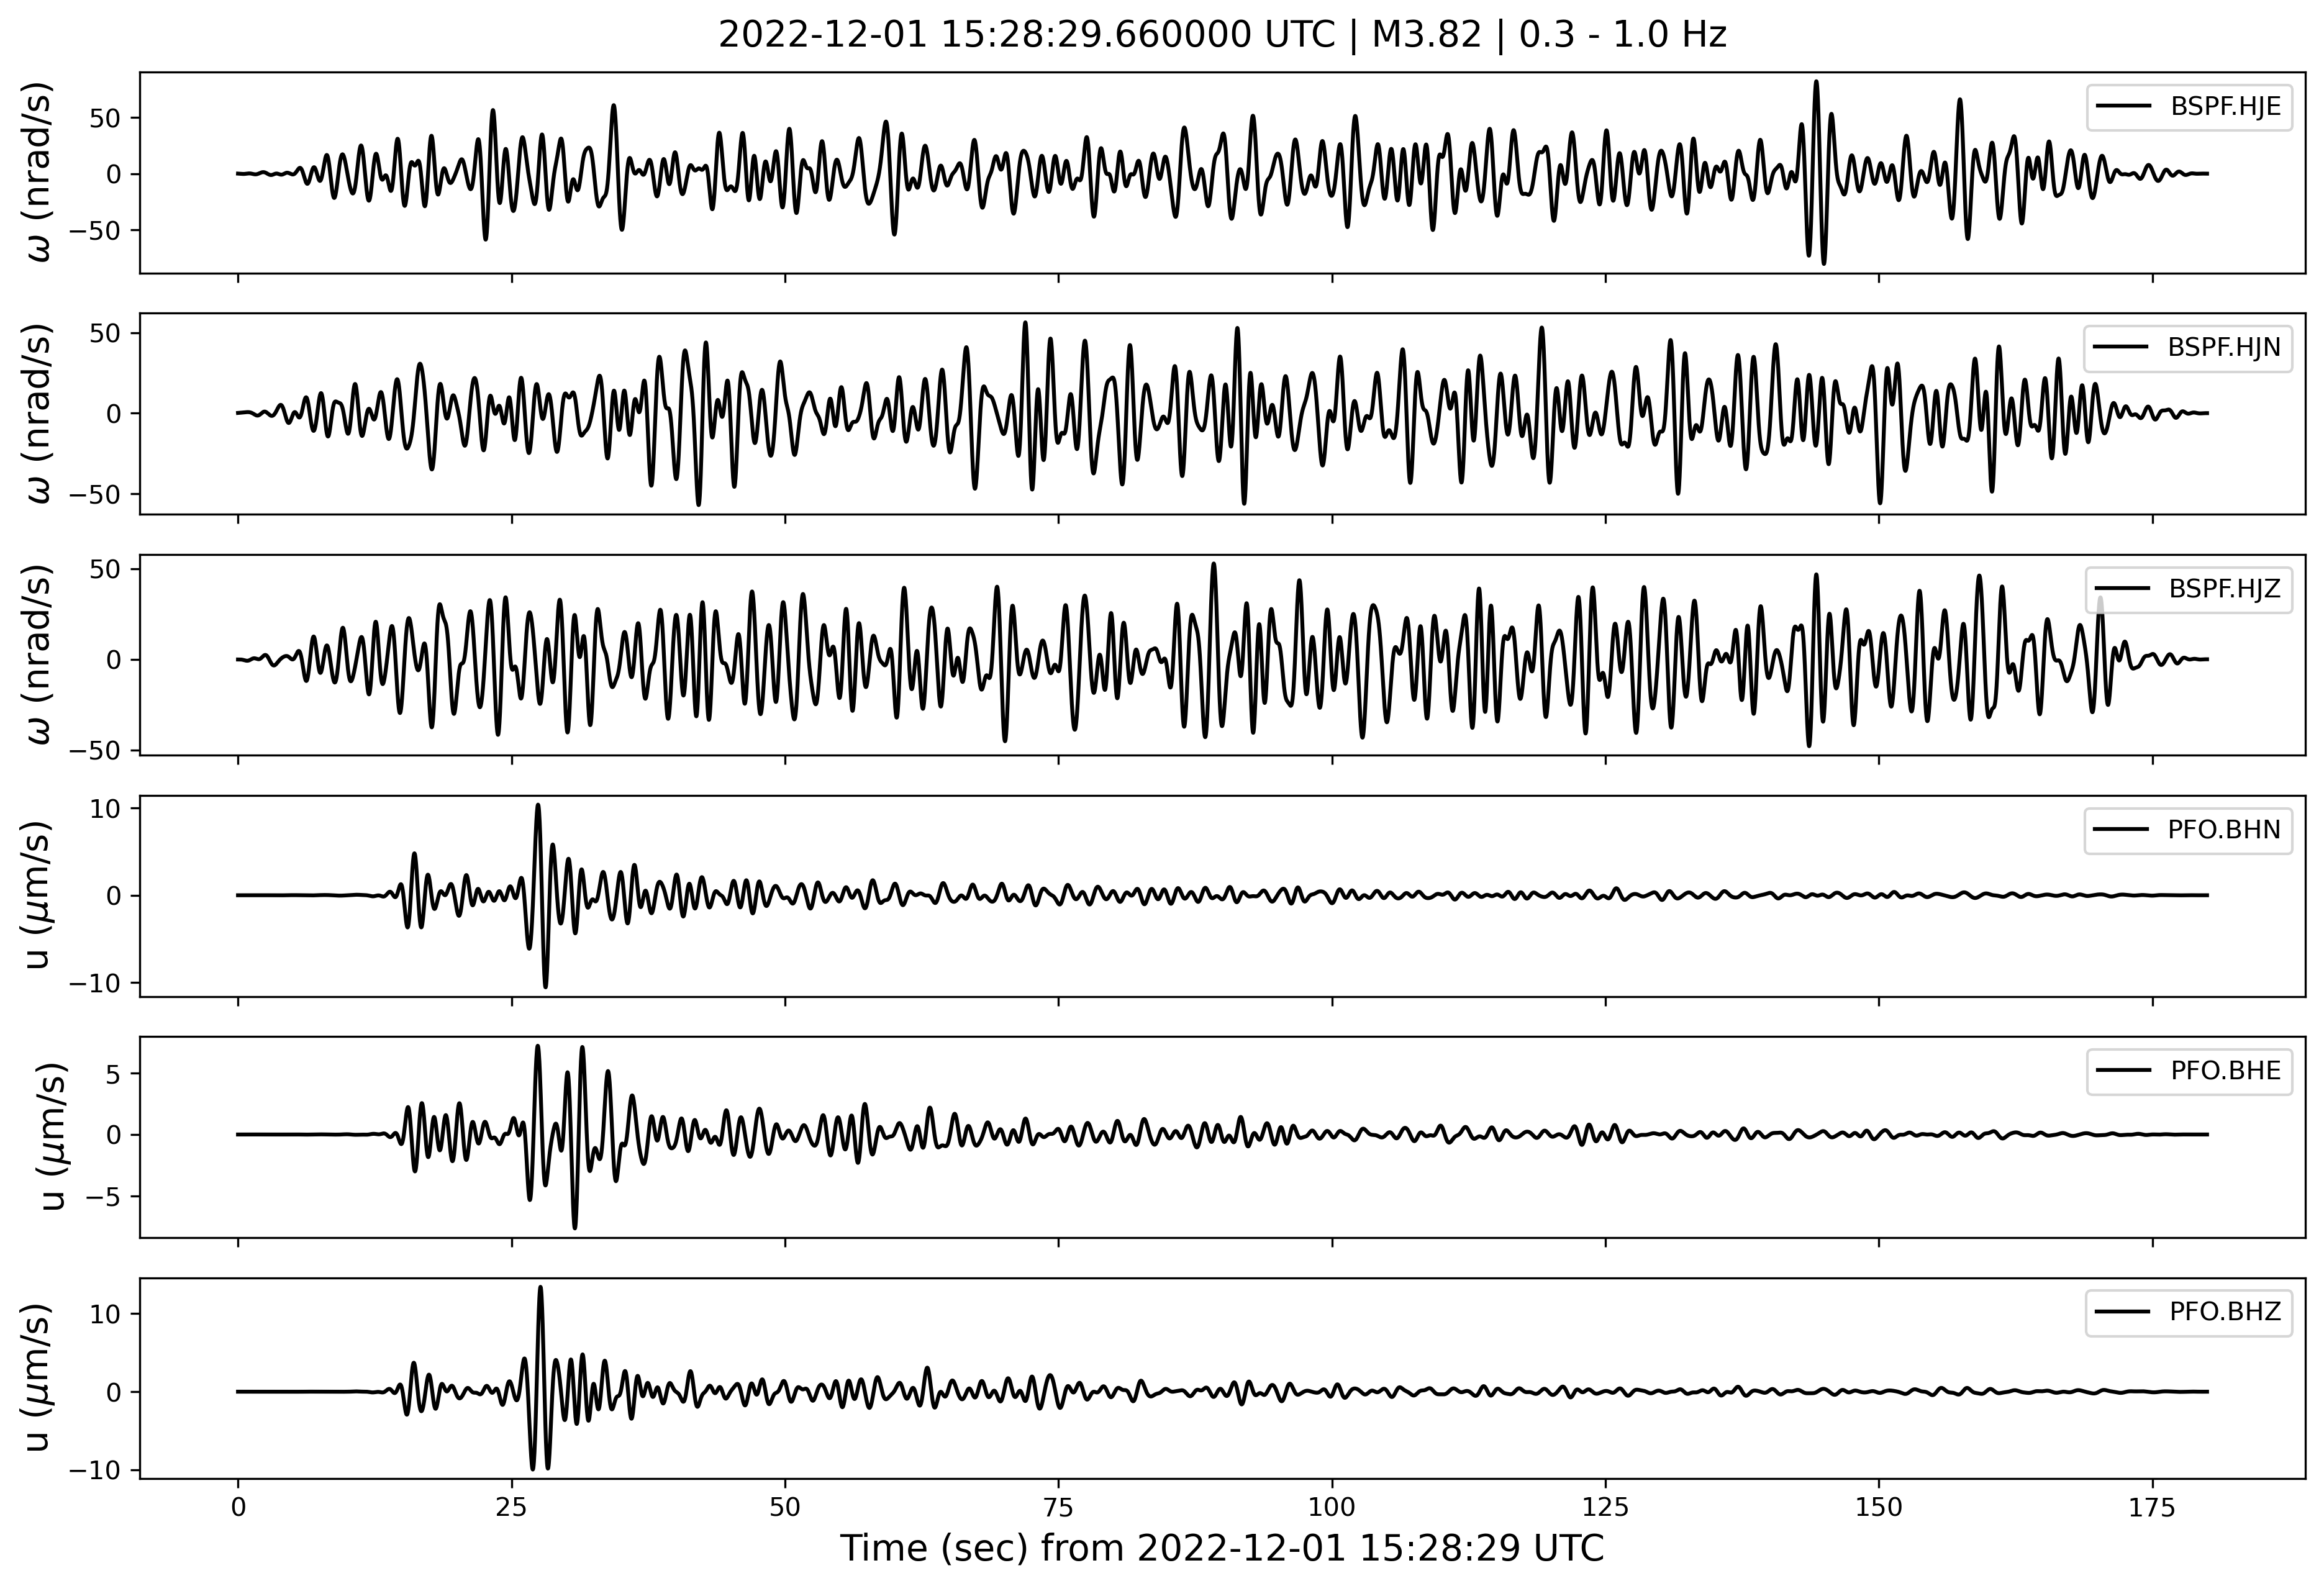 2022-12-01 15:28:29.660000 UTC | M3.82 | 0.3 - 1.0 Hz
ω (nrad/s)
50
0
−50
BSPF.HJE
ω (nrad/s)
50
0
−50
BSPF.HJN
ω (nrad/s)
50
0
−50
BSPF.HJZ
u (μm/s)
10
0
−10
PFO.BHN
u (μm/s)
5
0
−5
PFO.BHE
u (μm/s)
10
0
−10
PFO.BHZ
0 25 50 75 100 125 150 175
Time (sec) from 2022-12-01 15:28:29 UTC